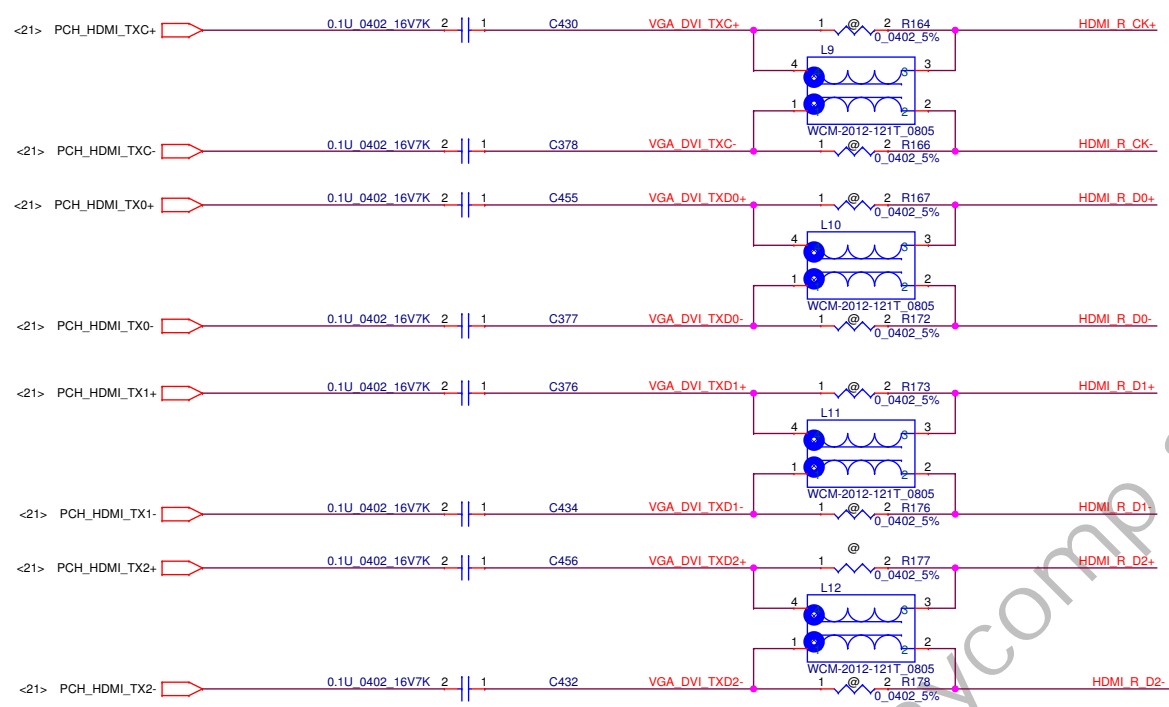 <21> PCH_HDMI_TXC+ 0.1U_0402_16V7K 2 1 C430 VGA_DVI_TXC+ 1 @ 2 R164 HDMI_R_CK+
0_0402_5%
L9
4 3
3
1 2
2
WCM-2012-121T_0805
<21> PCH_HDMI_TXC- 0.1U_0402_16V7K 2 1 C378 VGA_DVI_TXC- 1 @ 2 R166 HDMI_R_CK-
0_0402_5%
<21> PCH_HDMI_TX0+ 0.1U_0402_16V7K 2 1 C455 VGA_DVI_TXD0+ 1 @ 2 R167 HDMI_R_D0+
0_0402_5%
L10
4 3
3
1 2
2
WCM-2012-121T_0805
<21> PCH_HDMI_TX0- 0.1U_0402_16V7K 2 1 C377 VGA_DVI_TXD0- 1 @ 2 R172 HDMI_R_D0-
0_0402_5%
<21> PCH_HDMI_TX1+ 0.1U_0402_16V7K 2 1 C376 VGA_DVI_TXD1+ 1 @ 2 R173 HDMI_R_D1+
0_0402_5%
L11
4 3
3
1 2
2
WCM-2012-121T_0805
<21> PCH_HDMI_TX1- 0.1U_0402_16V7K 2 1 C434 VGA_DVI_TXD1- 1 @ 2 R176 HDMI_R_D1-
0_0402_5%
@
<21> PCH_HDMI_TX2+ 0.1U_0402_16V7K 2 1 C456 VGA_DVI_TXD2+ 1 2 R177 HDMI_R_D2+
0_0402_5%
L12
4 3
3
1 2
2
WCM-2012-121T_0805
<21> PCH_HDMI_TX2- 0.1U_0402_16V7K 2 1 C432 VGA_DVI_TXD2- 1 @ 2 R178 HDMI_R_D2-
0_0402_5%
ycomp